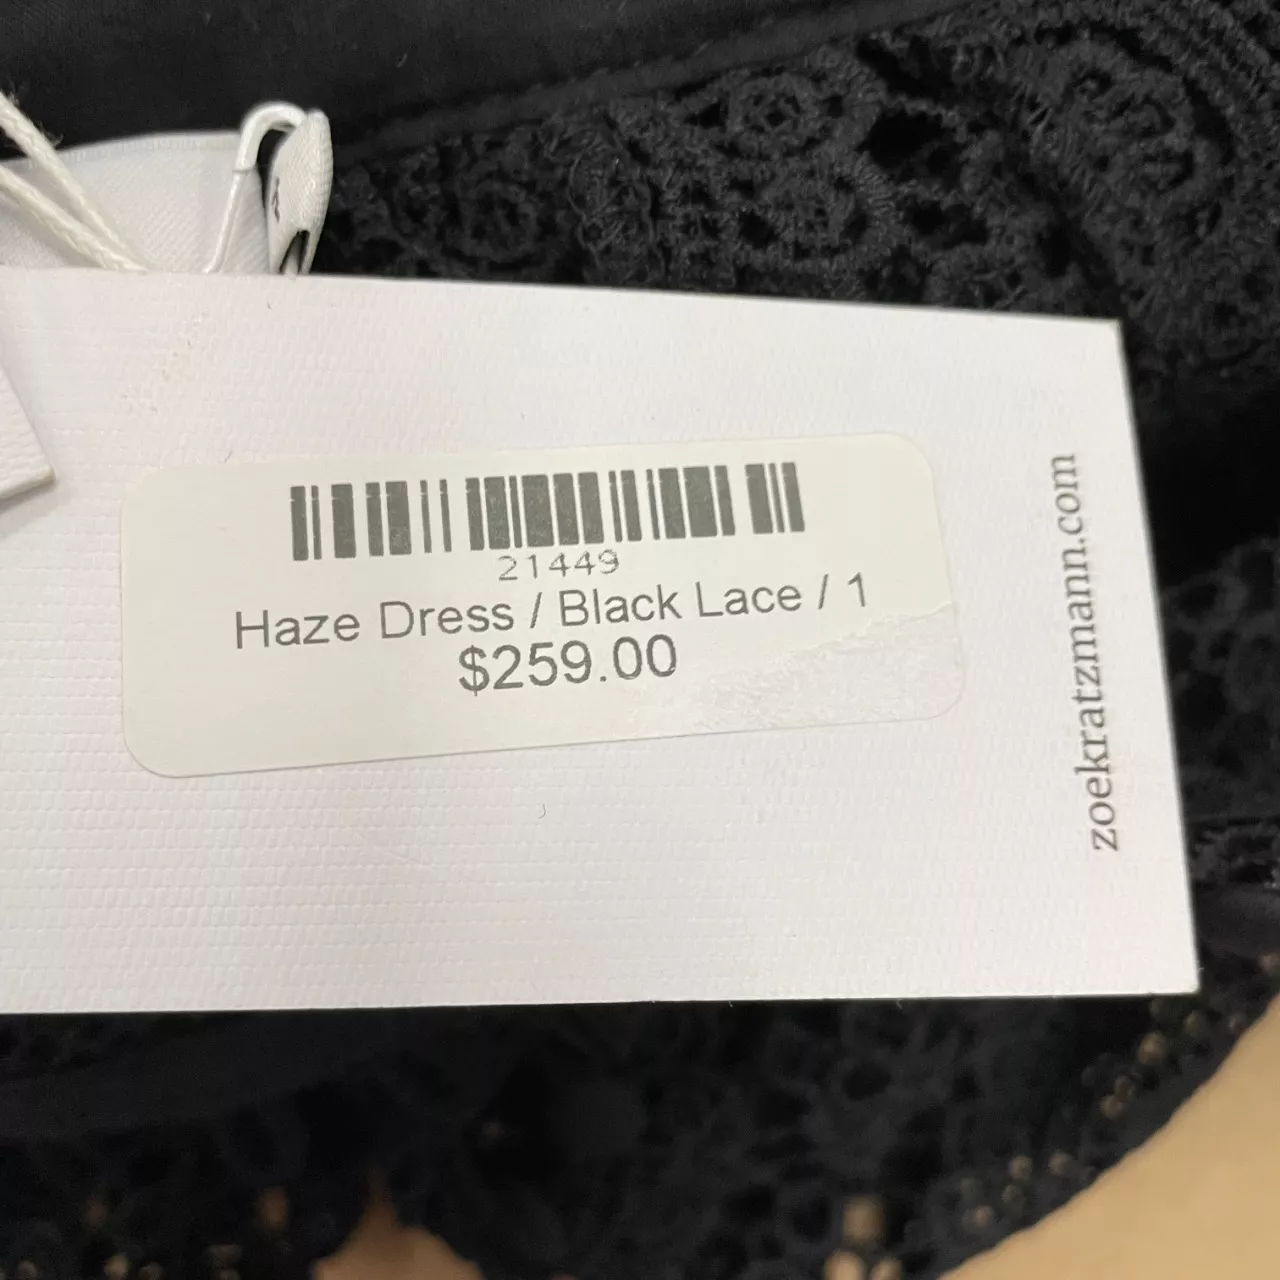 21449
Haze Dress / Black Lace / 1
$259.00
zoekratzmann.com